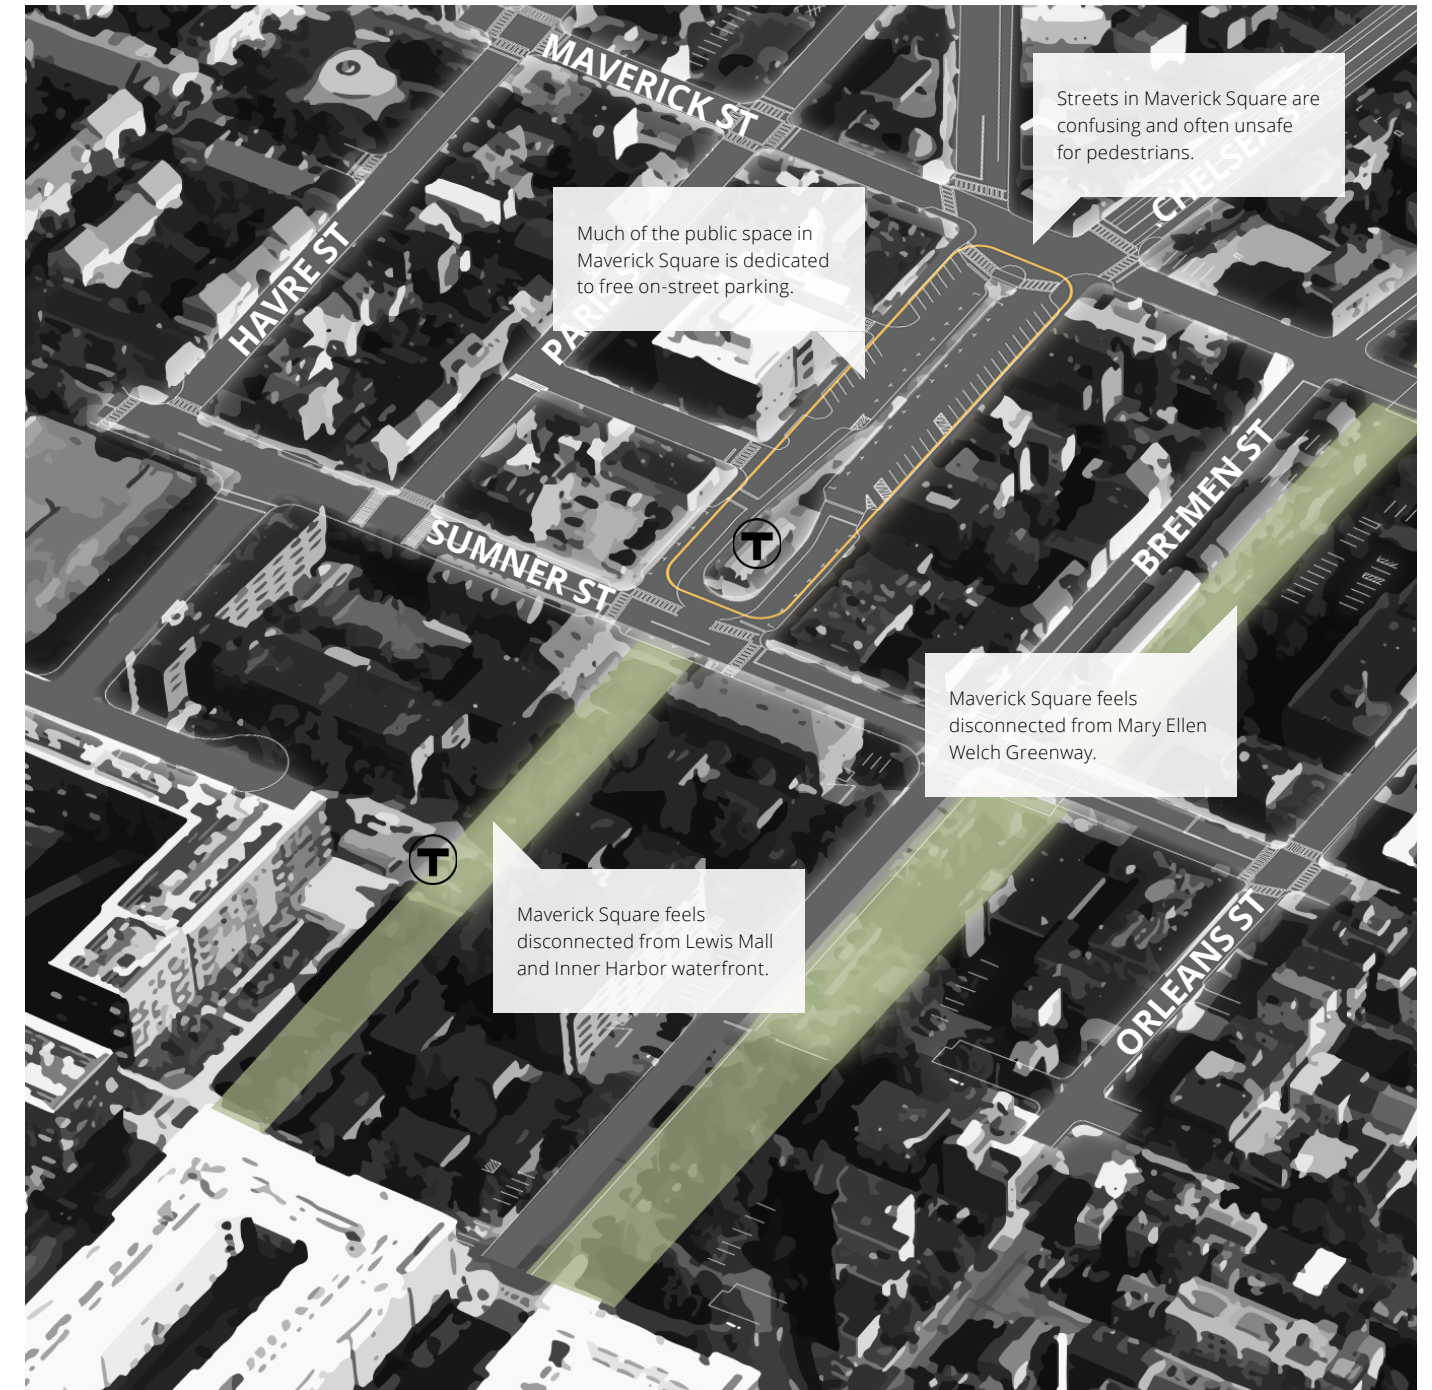 MAVERICK ST
Streets in Maverick Square are
confusing and often unsafe
for pedestrians.
CHELSEA
Much of the public space in
Maverick Square is dedicated
to free on-street parking.
HAVRE ST
PARIS
BREMEN ST
SUMNER ST
T
Maverick Square feels
disconnected from Mary Ellen
Welch Greenway.
T
Maverick Square feels
disconnected from Lewis Mall
and Inner Harbor waterfront.
ORLEANS ST